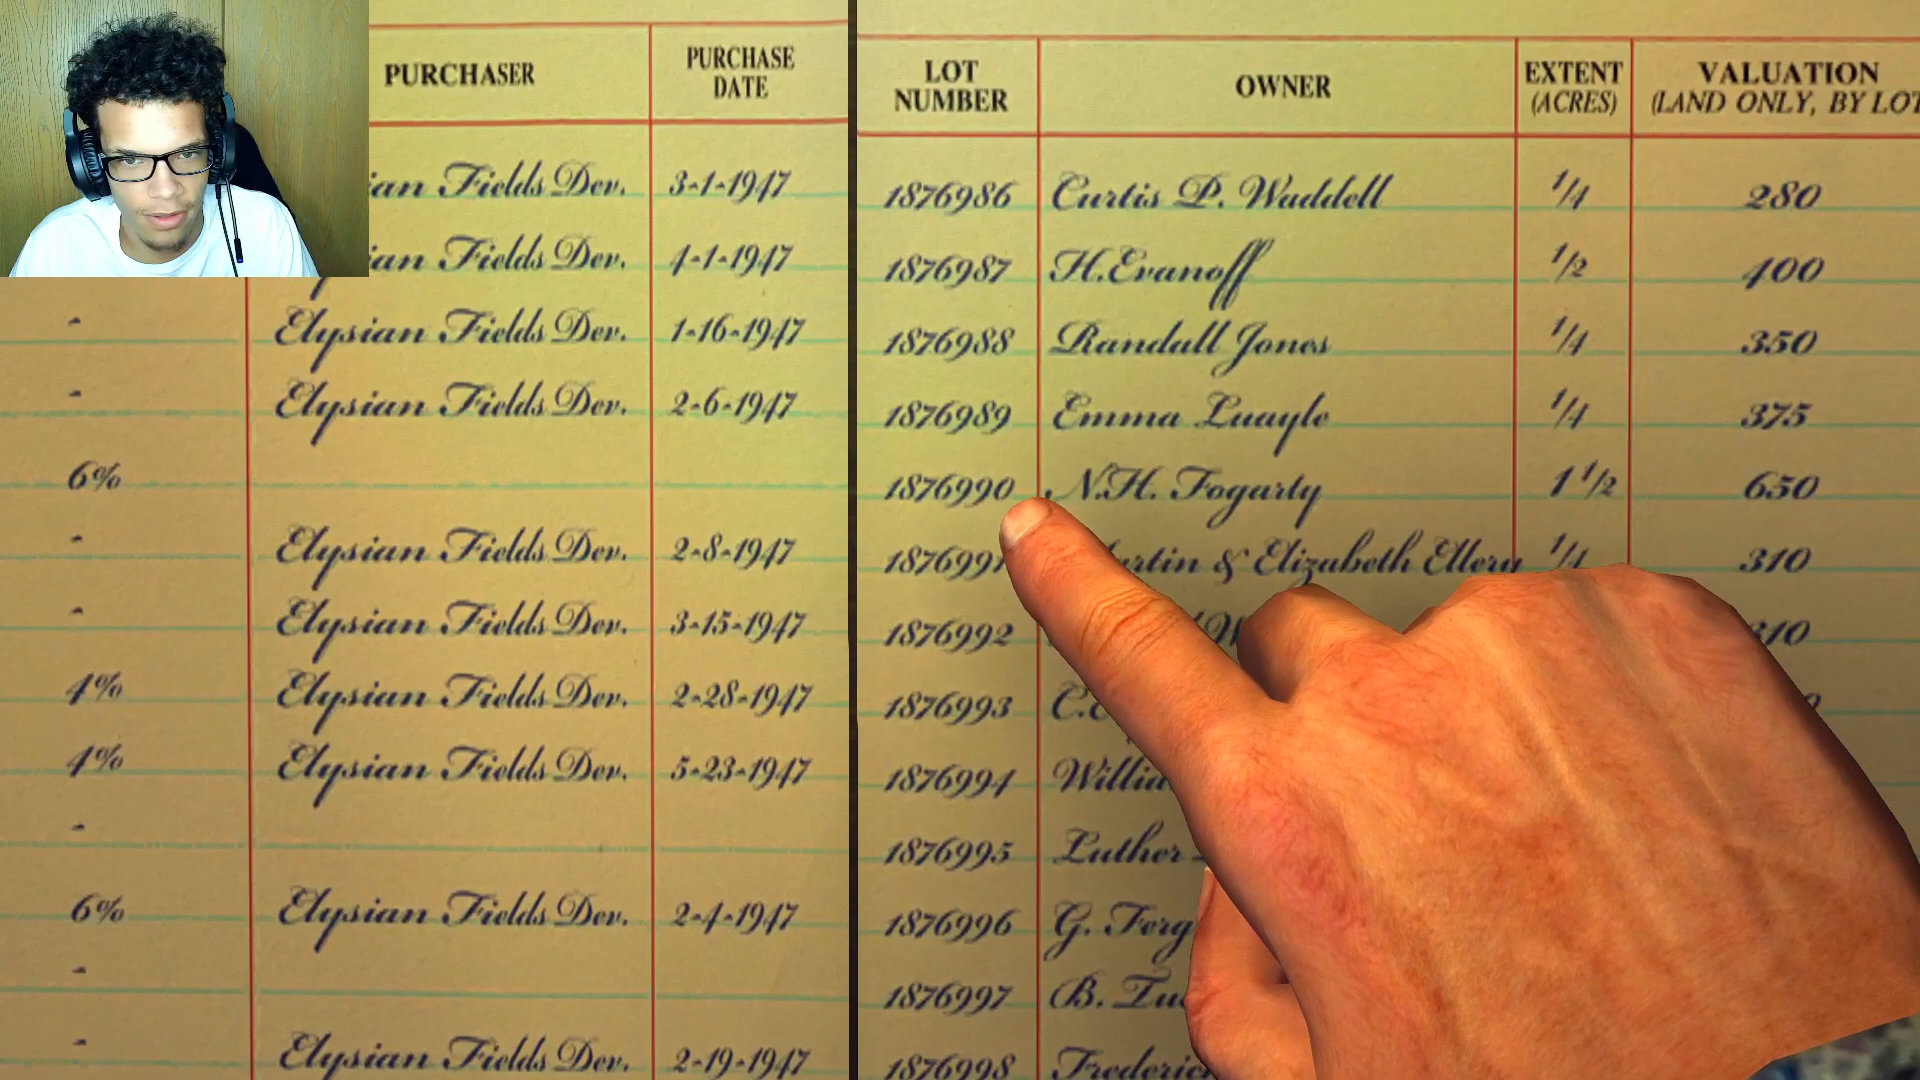 PURCHASER PURCHASE DATE
Fields Dev. 3-1-1947
Fields Dev. 4-1-1947
- Elysian Fields Dev. 1-16-1947
- Elysian Fields Dev. 2-6-1947
6%
- Elysian Fields Dev. 2-8-1947
- Elysian Fields Dev. 3-15-1947
4% Elysian Fields Dev. 2-28-1947
4% Elysian Fields Dev. 5-23-1947
-
6% Elysian Fields Dev. 2-4-1947
-
- Elysian Fields Dev. 2-19-1947
LOT NUMBER OWNER EXTENT (ACRES) VALUATION (LAND ONLY, BY LOT
1876986 Curtis P. Waddell 1/4 280
1876987 H. Evanoff 1/2 400
1876988 Randall Jones 1/4 350
1876989 Emma Luayle 1/4 375
1876990 N.H. Fogarty 1 1/2 650
1876991 & Elizabeth Ellery 1/4 310
1876992
1876993
1876994
1876995 Luther
1876996 G.
1876997 B.
1876998